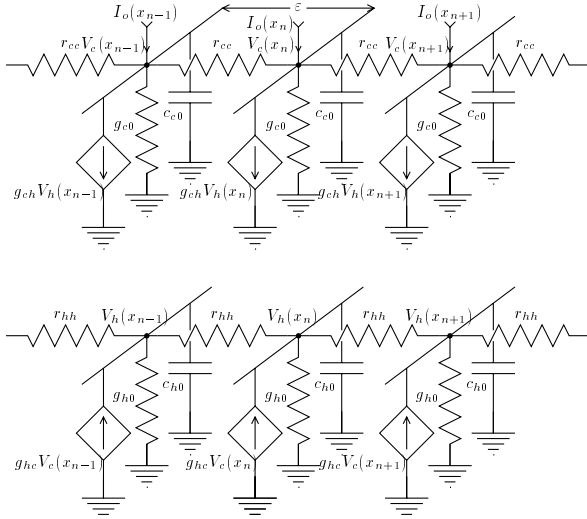 I_o(x_{n-1}) ε I_o(x_n) I_o(x_{n+1})
r_{cc} V_c(x_{n-1}) r_{cc} V_c(x_n) r_{cc} V_c(x_{n+1}) r_{cc}
g_{c0} c_{c0} g_{c0} c_{c0} g_{c0} c_{c0}
g_{ch}V_h(x_{n-1}) g_{ch}V_h(x_n) g_{ch}V_h(x_{n+1})
r_{hh} V_h(x_{n-1}) r_{hh} V_h(x_n) r_{hh} V_h(x_{n+1}) r_{hh}
g_{h0} c_{h0} g_{h0} c_{h0} g_{h0} c_{h0}
g_{hc}V_c(x_{n-1}) g_{hc}V_c(x_n) g_{hc}V_c(x_{n+1})